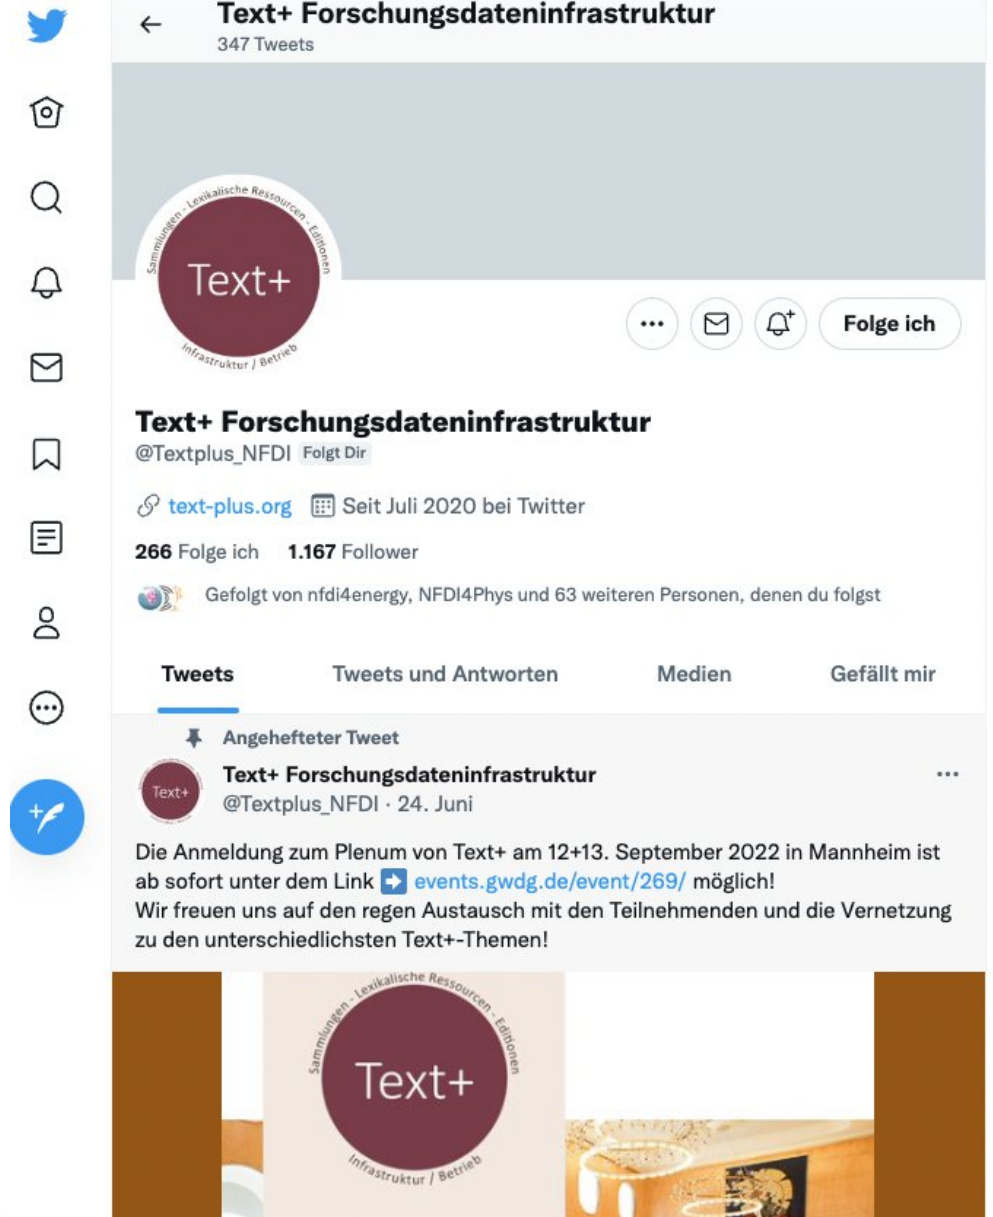 Text+ Forschungsdateninfrastruktur
347 Tweets
Sammlungen - Lexikalische Ressourcen - Editionen
Text+
Infrastruktur / Betrieb
Folge ich
Text+ Forschungsdateninfrastruktur
@Textplus_NFDI Folgt Dir
text-plus.org Seit Juli 2020 bei Twitter
266 Folge ich 1.167 Follower
Gefolgt von nfdi4energy, NFDI4Phys und 63 weiteren Personen, denen du folgst
Tweets Tweets und Antworten Medien Gefällt mir
Angehefteter Tweet
Text+ Forschungsdateninfrastruktur
Text+
@Textplus_NFDI · 24. Juni
Die Anmeldung zum Plenum von Text+ am 12+13. September 2022 in Mannheim ist
ab sofort unter dem Link ➡ events.gwdg.de/event/269/ möglich!
Wir freuen uns auf den regen Austausch mit den Teilnehmenden und die Vernetzung
zu den unterschiedlichsten Text+-Themen!
Sammlungen - Lexikalische Ressourcen - Editionen
Text+
Infrastruktur / Betrieb